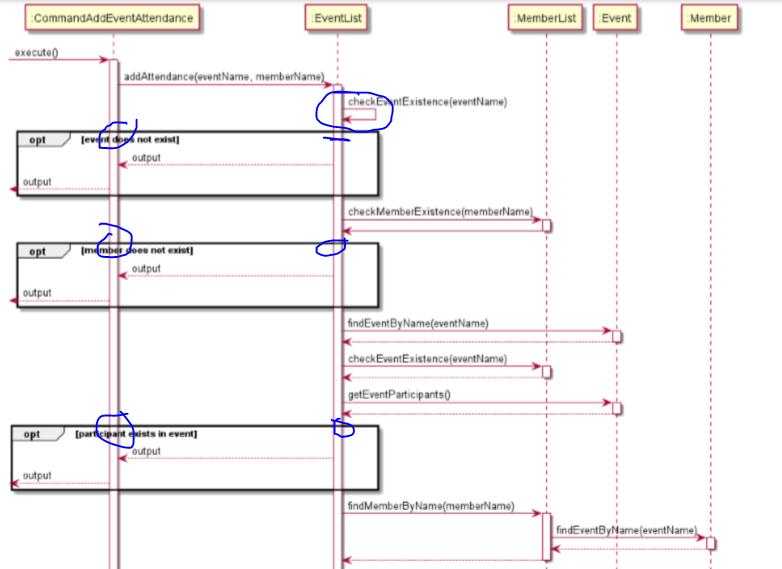 :CommandAddEventAttendance :EventList :MemberList :Event :Member
execute()
addAttendance(eventName, memberName)
checkEventExistence(eventName)
opt [event does not exist]
output
output
checkMemberExistence(memberName)
opt [member does not exist]
output
output
findEventByName(eventName)
checkEventExistence(eventName)
getEventParticipants()
opt [participant exists in event]
output
output
findMemberByName(memberName)
findEventByName(eventName)